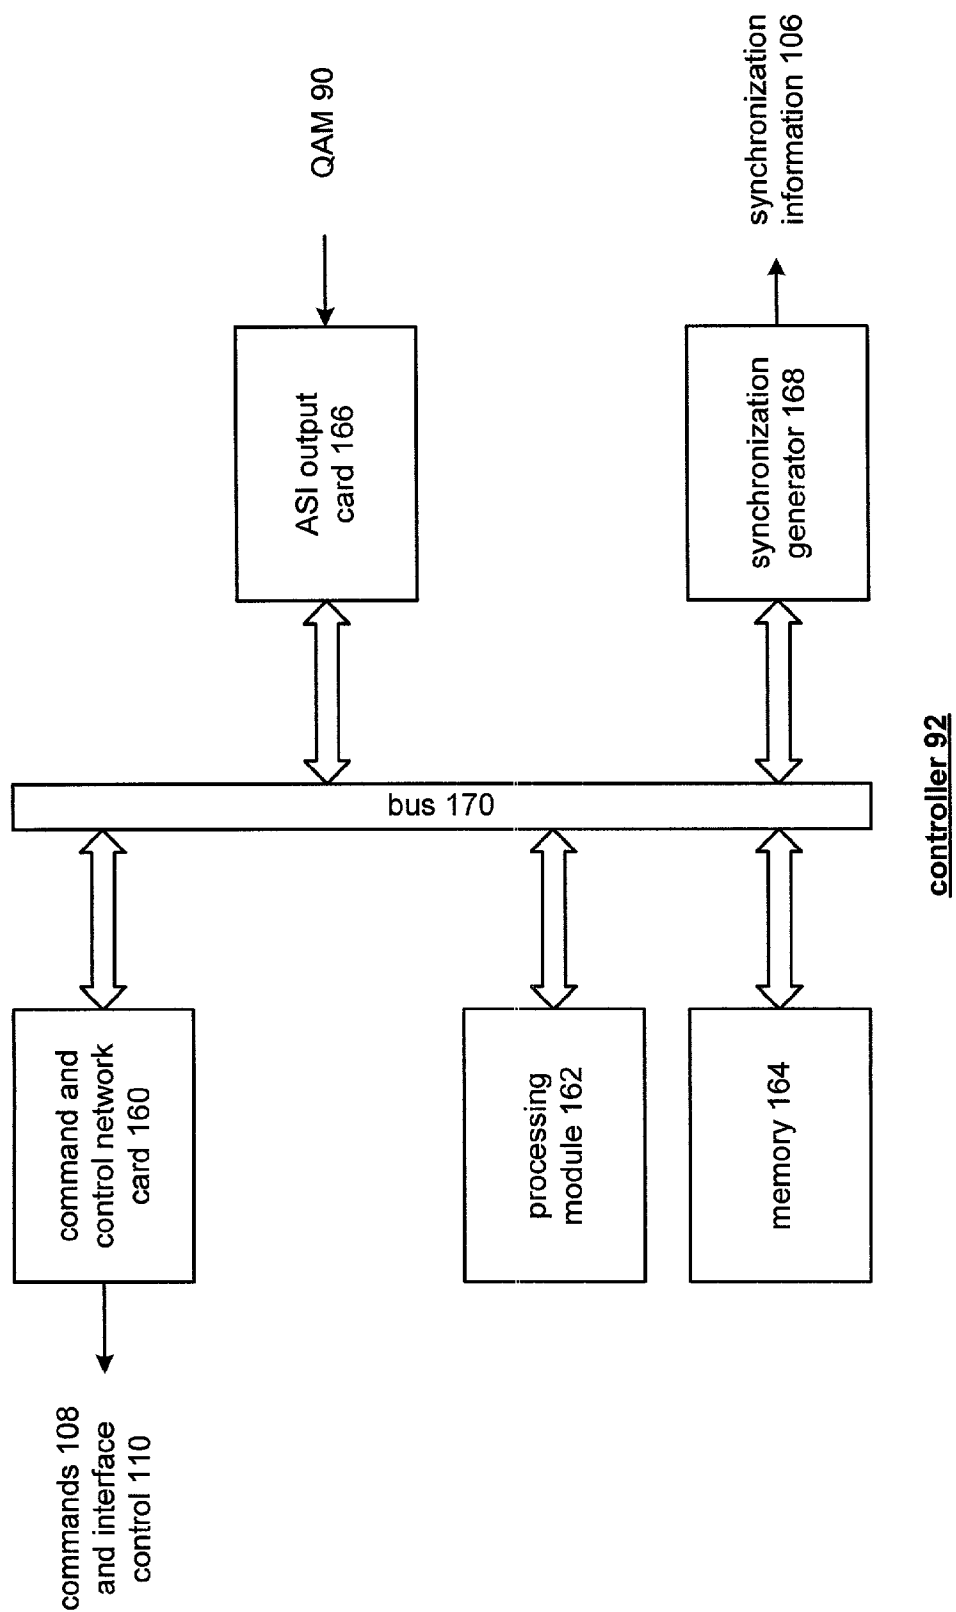 commands 108
and interface
control 110
command and
control network
card 160
processing
module 162
memory 164
bus 170
ASI output
card 166
QAM 90
synchronization
generator 168
synchronization
information 106
controller 92